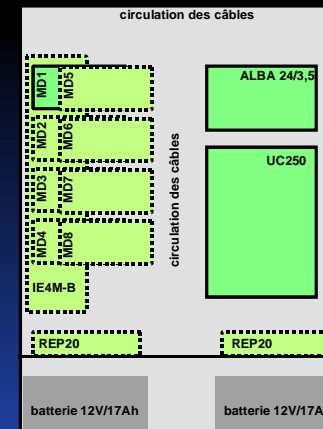 circulation des câbles
MD1
MD5
ALBA 24/3,5
MD2
MD6
circulation des câbles
UC250
MD3
MD7
MD4
MD8
IE4M-B
REP20
REP20
batterie 12V/17Ah
batterie 12V/17A